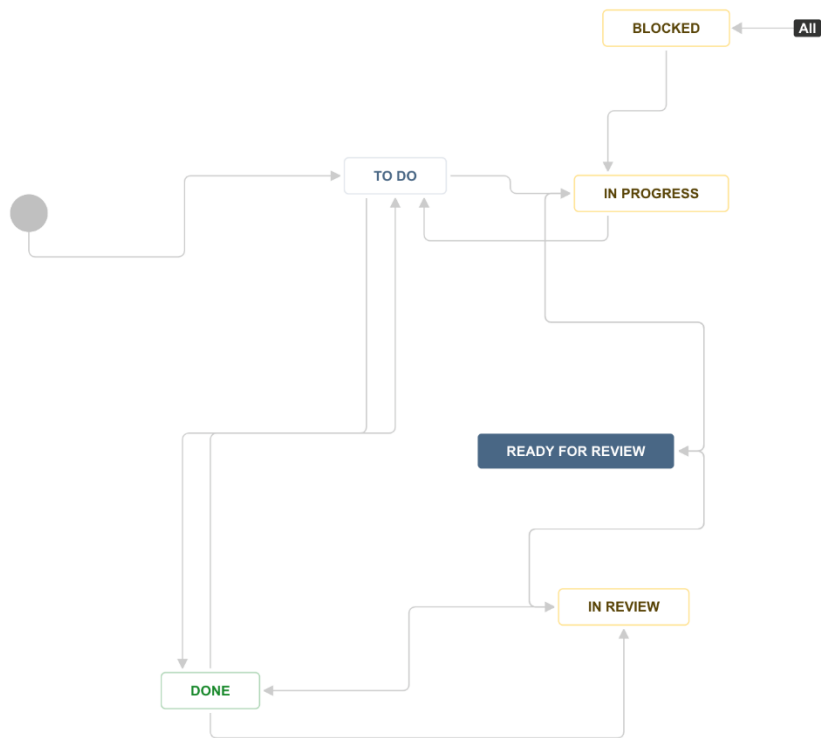 BLOCKED
All
TO DO
IN PROGRESS
READY FOR REVIEW
IN REVIEW
DONE